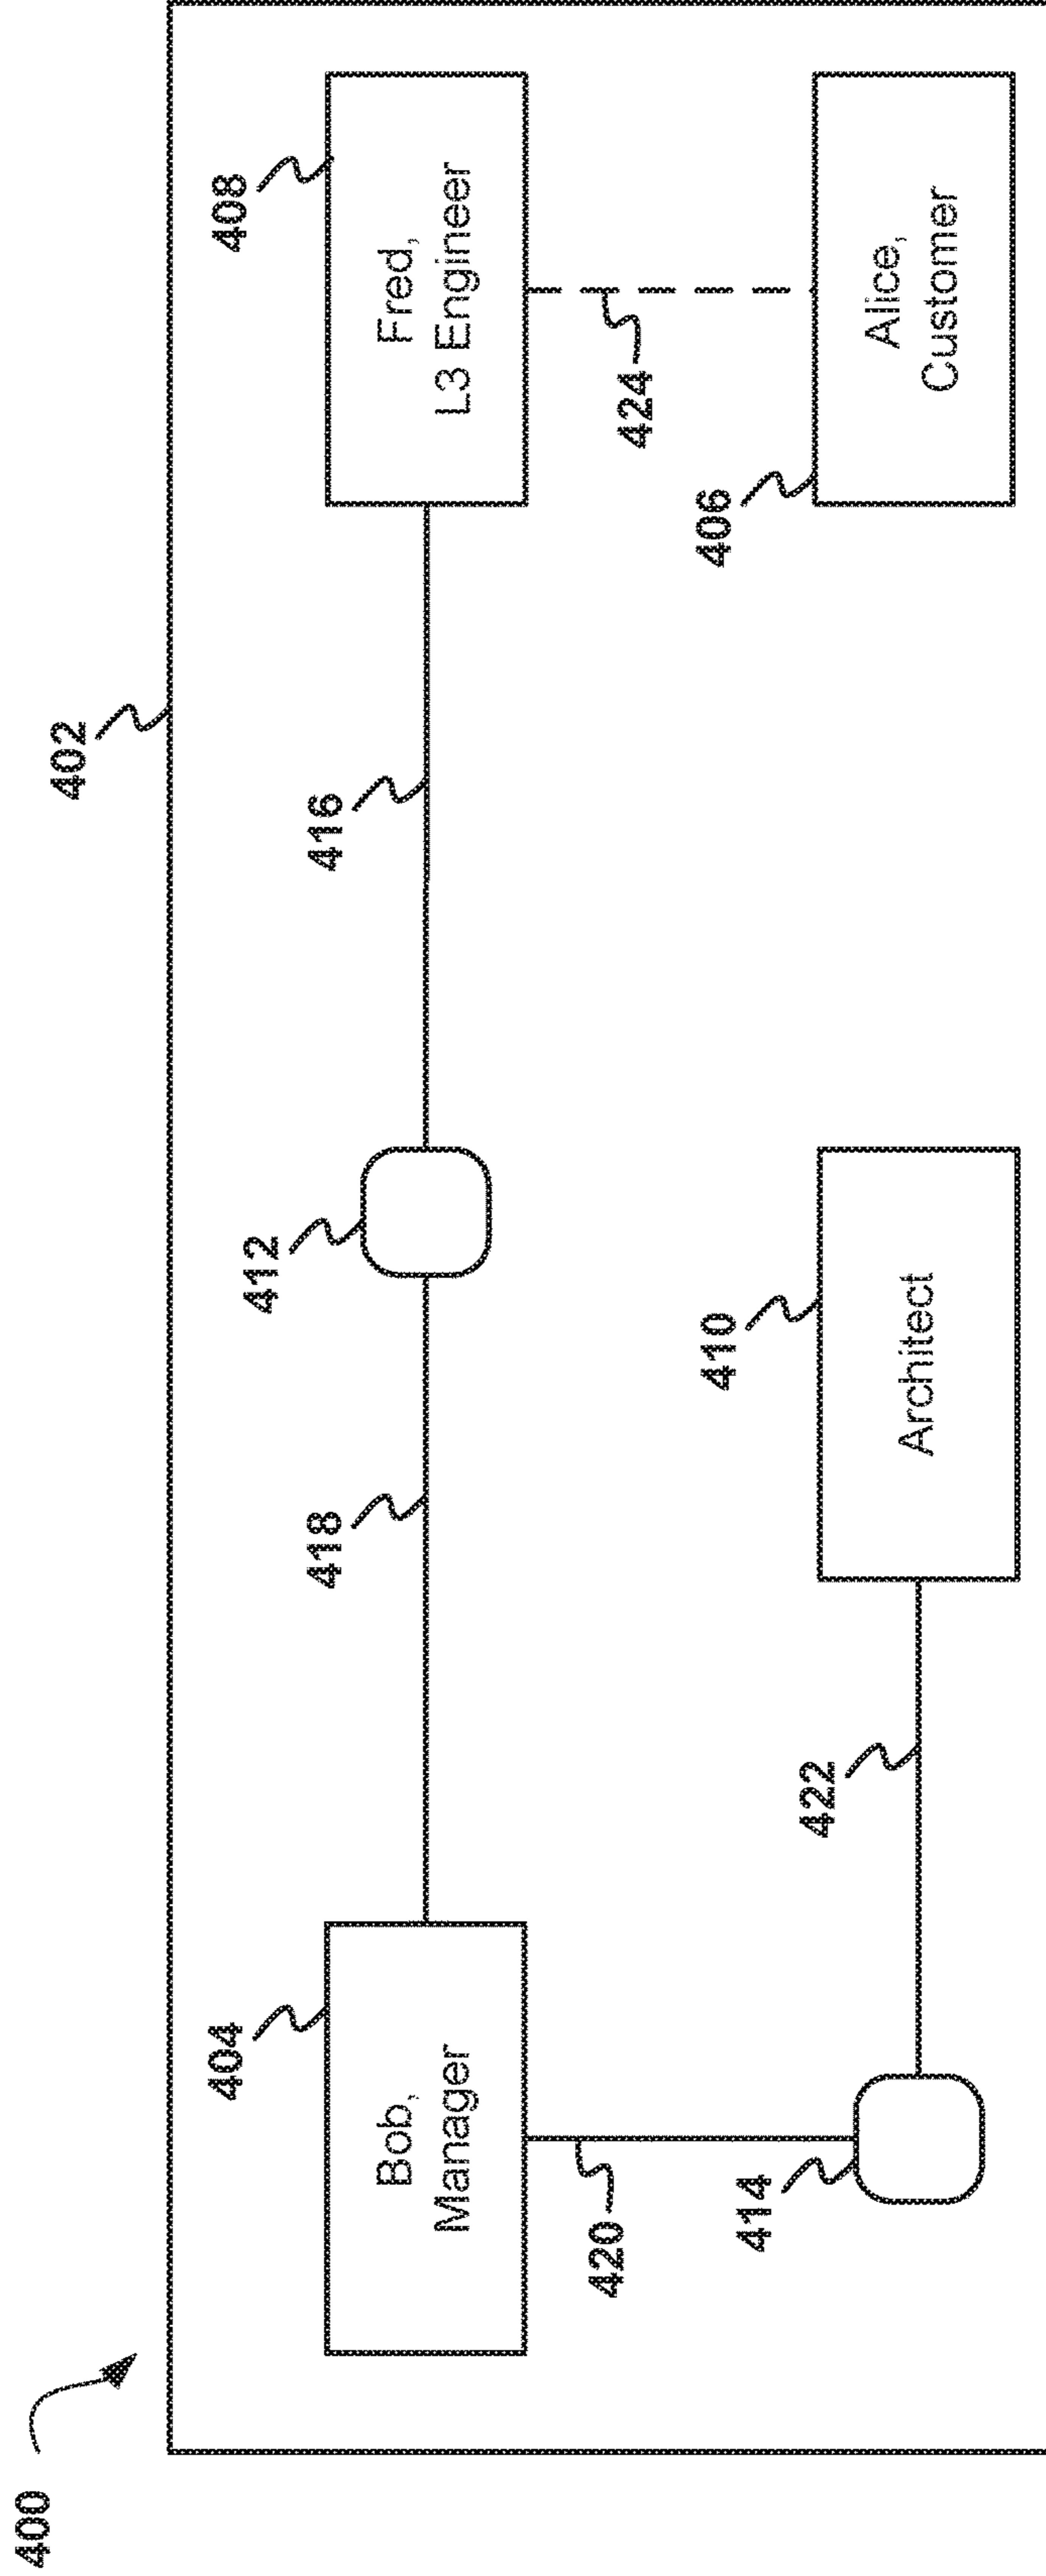 400
402
404
Bob,
Manager
418
412
416
408
Fred,
L3 Engineer
420
424
414
422
410
Architect
406
Alice,
Customer